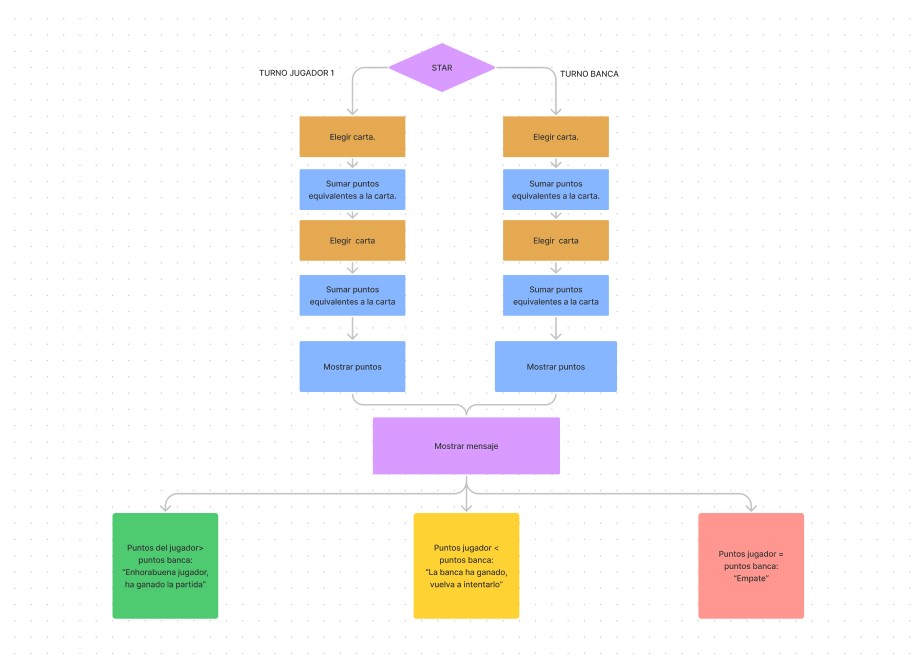 STAR
TURNO JUGADOR 1
TURNO BANCA
Elegir carta.
Elegir carta.
Sumar puntos
equivalentes a la carta.
Sumar puntos
equivalentes a la carta.
Elegir  carta
Elegir  carta
Sumar puntos
equivalentes a la carta
Sumar puntos
equivalentes a la carta
Mostrar puntos
Mostrar puntos
Mostrar mensaje
Puntos del jugador>
puntos banca:
"Enhorabuena jugador,
ha ganado la partida"
Puntos jugador <
puntos banca:
"La banca ha ganado,
vuelva a intentarlo"
Puntos jugador =
puntos banca:
"Empate"